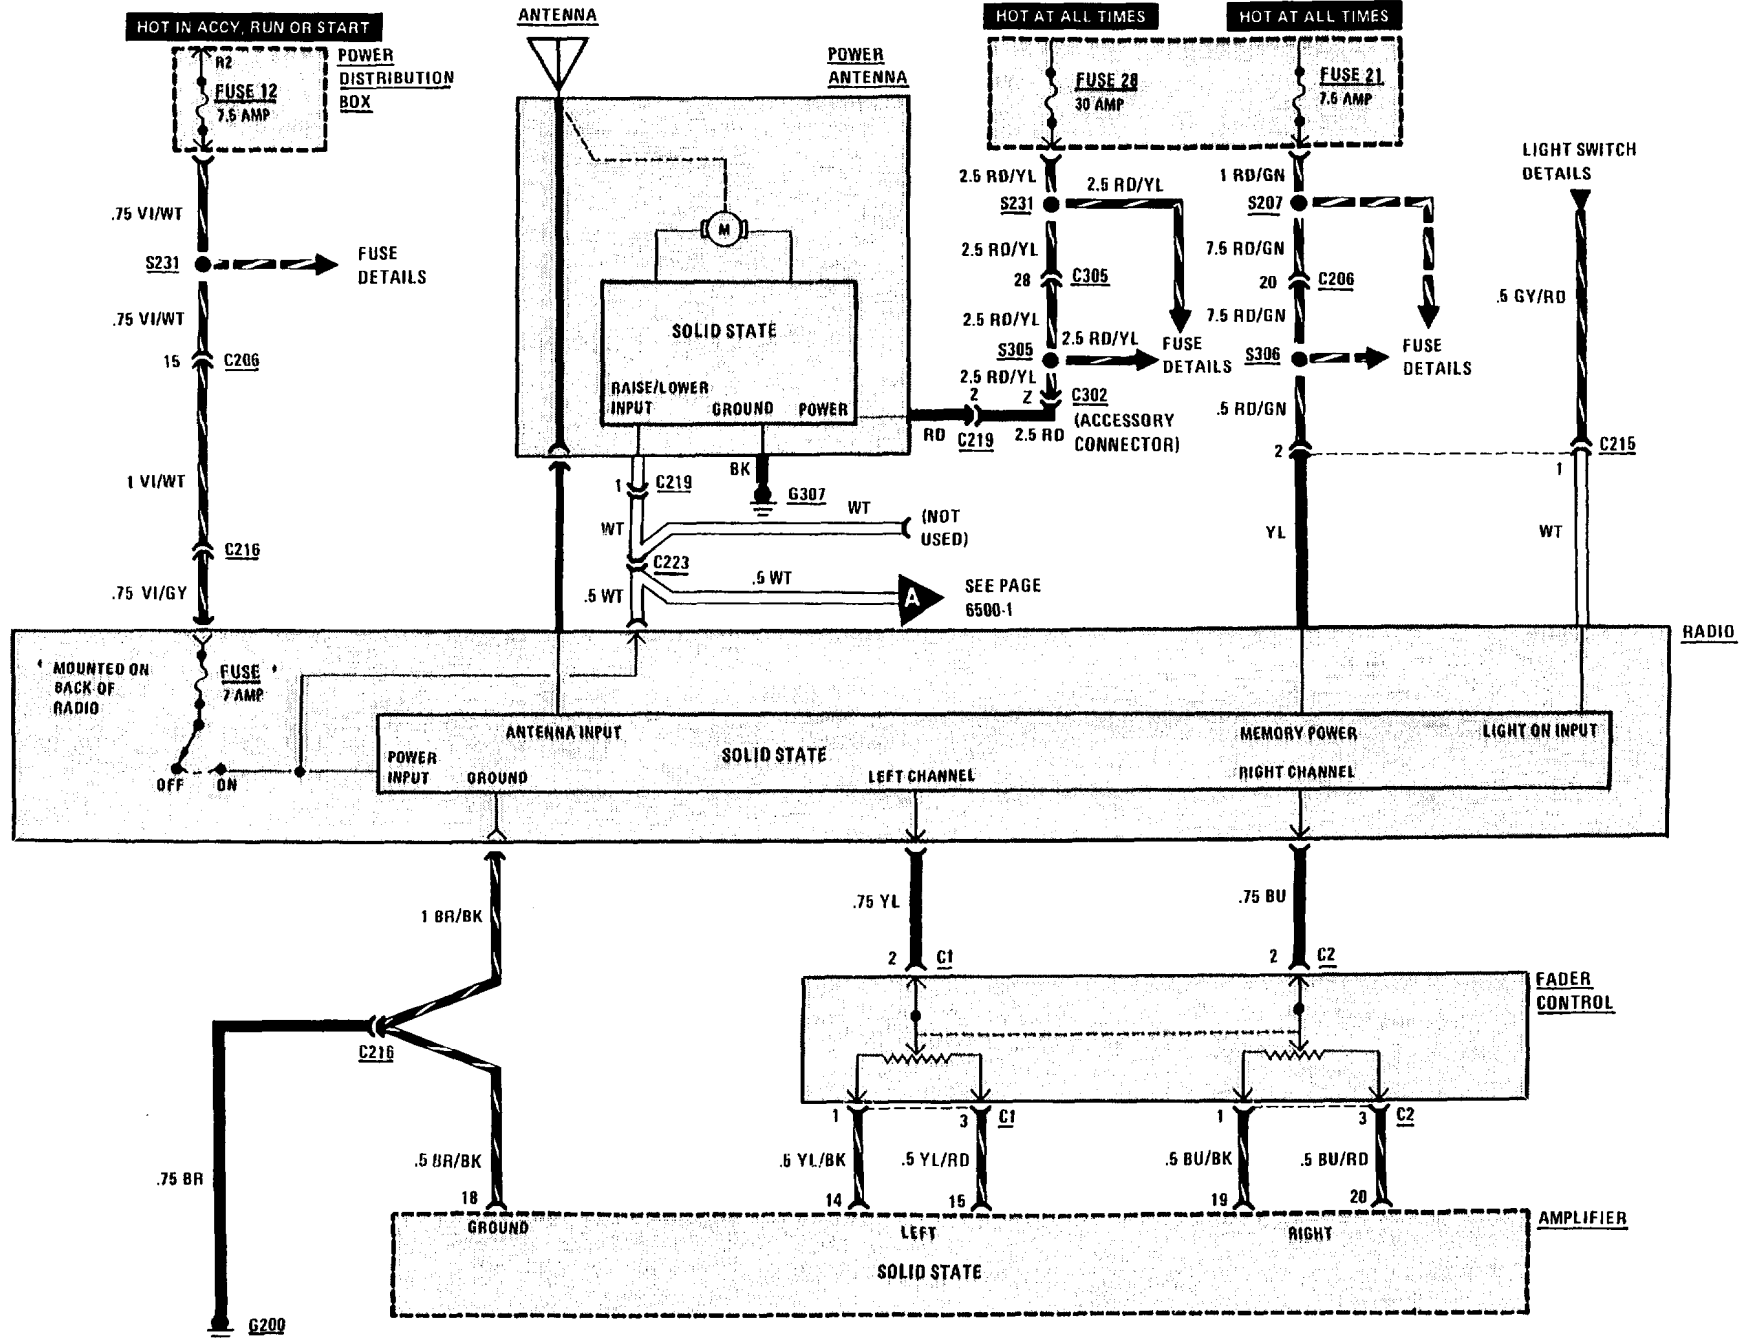 HOT IN ACCY, RUN OR START
R2
FUSE 12
7.5 AMP
POWER
DISTRIBUTION
BOX
.75 VI/WT
S231
FUSE
DETAILS
.75 VI/WT
15
C206
1 VI/WT
C216
.75 VI/GY
ANTENNA
POWER
ANTENNA
M
SOLID STATE
RAISE/LOWER
INPUT
GROUND
POWER
1
C219
BK
G307
WT
WT
(NOT
USED)
C223
.5 WT
.5 WT
A
SEE PAGE
6500-1
HOT AT ALL TIMES
FUSE 28
30 AMP
2.5 RD/YL
2.5 RD/YL
S231
2.5 RD/YL
28
C305
2.5 RD/YL
S305
2.5 RD/YL
FUSE
DETAILS
2.5 RD/YL
2
Z
C302
(ACCESSORY
CONNECTOR)
RD
C219
2.5 RD
HOT AT ALL TIMES
FUSE 21
7.5 AMP
1 RD/GN
S207
7.5 RD/GN
20
C206
7.5 RD/GN
S306
FUSE
DETAILS
.5 RD/GN
2
YL
LIGHT SWITCH
DETAILS
.5 GY/RD
C215
1
WT
RADIO
* MOUNTED ON
BACK OF
RADIO
FUSE *
7 AMP
OFF
ON
ANTENNA INPUT
MEMORY POWER
LIGHT ON INPUT
POWER
INPUT
GROUND
SOLID STATE
LEFT CHANNEL
RIGHT CHANNEL
1 BR/BK
.75 YL
.75 BU
2
C1
2
C2
FADER
CONTROL
C216
1
3
C1
1
3
C2
.75 BR
.5 BR/BK
.5 YL/BK
.5 YL/RD
.5 BU/BK
.5 BU/RD
18
14
15
19
20
AMPLIFIER
GROUND
LEFT
RIGHT
SOLID STATE
G200